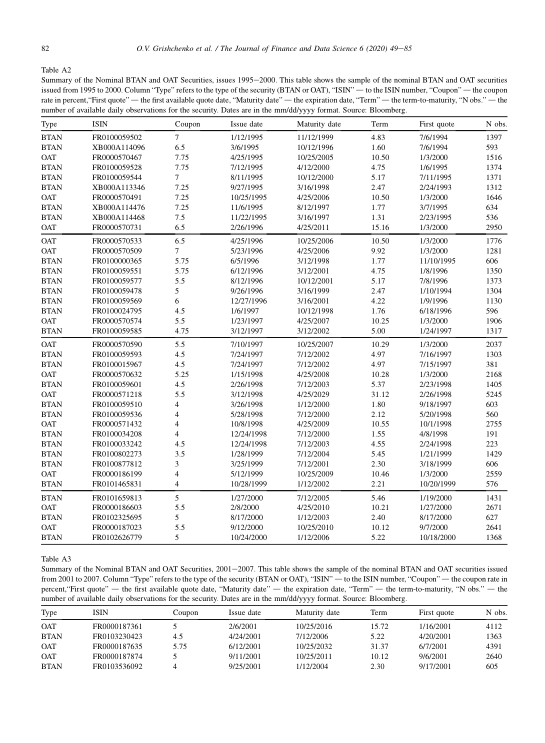 82 O.V. Grishchenko et al. / The Journal of Finance and Data Science 6 (2020) 49–85
Table A2
Summary of the Nominal BTAN and OAT Securities, issues 1995–2000. This table shows the sample of the nominal BTAN and OAT securities
issued from 1995 to 2000. Column “Type” refers to the type of the security (BTAN or OAT), “ISIN” — to the ISIN number, “Coupon” — the coupon
rate in percent,“First quote” — the first available quote date, “Maturity date” — the expiration date, “Term” — the term-to-maturity, “N obs.” — the
number of available daily observations for the security. Dates are in the mm/dd/yyyy format. Source: Bloomberg.
Type ISIN Coupon Issue date Maturity date Term First quote N obs.
BTAN FR0100059502 7 1/12/1995 11/12/1999 4.83 7/6/1994 1397
BTAN XB000A114096 6.5 3/6/1995 10/12/1996 1.60 7/6/1994 593
OAT FR0000570467 7.75 4/25/1995 10/25/2005 10.50 1/3/2000 1516
BTAN FR0100059528 7.75 7/12/1995 4/12/2000 4.75 1/6/1995 1374
BTAN FR0100059544 7 8/11/1995 10/12/2000 5.17 7/11/1995 1371
BTAN XB000A113346 7.25 9/27/1995 3/16/1998 2.47 2/24/1993 1312
OAT FR0000570491 7.25 10/25/1995 4/25/2006 10.50 1/3/2000 1646
BTAN XB000A114476 7.25 11/6/1995 8/12/1997 1.77 3/7/1995 634
BTAN XB000A114468 7.5 11/22/1995 3/16/1997 1.31 2/23/1995 536
OAT FR0000570731 6.5 2/26/1996 4/25/2011 15.16 1/3/2000 2950
OAT FR0000570533 6.5 4/25/1996 10/25/2006 10.50 1/3/2000 1776
OAT FR0000570509 7 5/23/1996 4/25/2006 9.92 1/3/2000 1281
BTAN FR0100000365 5.75 6/5/1996 3/12/1998 1.77 11/10/1995 606
BTAN FR0100059551 5.75 6/12/1996 3/12/2001 4.75 1/8/1996 1350
BTAN FR0100059577 5.5 8/12/1996 10/12/2001 5.17 7/8/1996 1373
BTAN FR0100059478 5 9/26/1996 3/16/1999 2.47 1/10/1994 1304
BTAN FR0100059569 6 12/27/1996 3/16/2001 4.22 1/9/1996 1130
BTAN FR0100024795 4.5 1/6/1997 10/12/1998 1.76 6/18/1996 596
OAT FR0000570574 5.5 1/23/1997 4/25/2007 10.25 1/3/2000 1906
BTAN FR0100059585 4.75 3/12/1997 3/12/2002 5.00 1/24/1997 1317
OAT FR0000570590 5.5 7/10/1997 10/25/2007 10.29 1/3/2000 2037
BTAN FR0100059593 4.5 7/24/1997 7/12/2002 4.97 7/16/1997 1303
BTAN FR0100015967 4.5 7/24/1997 7/12/2002 4.97 7/15/1997 381
OAT FR0000570632 5.25 1/15/1998 4/25/2008 10.28 1/3/2000 2168
BTAN FR0100059601 4.5 2/26/1998 7/12/2003 5.37 2/23/1998 1405
OAT FR0000571218 5.5 3/12/1998 4/25/2029 31.12 2/26/1998 5245
BTAN FR0100059510 4 3/26/1998 1/12/2000 1.80 9/18/1997 603
BTAN FR0100059536 4 5/28/1998 7/12/2000 2.12 5/20/1998 560
OAT FR0000571432 4 10/8/1998 4/25/2009 10.55 10/1/1998 2755
BTAN FR0100034208 4 12/24/1998 7/12/2000 1.55 4/8/1998 191
BTAN FR0100033242 4.5 12/24/1998 7/12/2003 4.55 2/24/1998 223
BTAN FR0100802273 3.5 1/28/1999 7/12/2004 5.45 1/21/1999 1429
BTAN FR0100877812 3 3/25/1999 7/12/2001 2.30 3/18/1999 606
OAT FR0000186199 4 5/12/1999 10/25/2009 10.46 1/3/2000 2559
BTAN FR0101465831 4 10/28/1999 1/12/2002 2.21 10/20/1999 576
BTAN FR0101659813 5 1/27/2000 7/12/2005 5.46 1/19/2000 1431
OAT FR0000186603 5.5 2/8/2000 4/25/2010 10.21 1/27/2000 2671
BTAN FR0102325695 5 8/17/2000 1/12/2003 2.40 8/17/2000 627
OAT FR0000187023 5.5 9/12/2000 10/25/2010 10.12 9/7/2000 2641
BTAN FR0102626779 5 10/24/2000 1/12/2006 5.22 10/18/2000 1368
Table A3
Summary of the Nominal BTAN and OAT Securities, 2001–2007. This table shows the sample of the nominal BTAN and OAT securities issued
from 2001 to 2007. Column “Type” refers to the type of the security (BTAN or OAT), “ISIN” — to the ISIN number, “Coupon” — the coupon rate in
percent,“First quote” — the first available quote date, “Maturity date” — the expiration date, “Term” — the term-to-maturity, “N obs.” — the
number of available daily observations for the security. Dates are in the mm/dd/yyyy format. Source: Bloomberg.
Type ISIN Coupon Issue date Maturity date Term First quote N obs.
OAT FR0000187361 5 2/6/2001 10/25/2016 15.72 1/16/2001 4112
BTAN FR0103230423 4.5 4/24/2001 7/12/2006 5.22 4/20/2001 1363
OAT FR0000187635 5.75 6/12/2001 10/25/2032 31.37 6/7/2001 4391
OAT FR0000187874 5 9/11/2001 10/25/2011 10.12 9/6/2001 2640
BTAN FR0103536092 4 9/25/2001 1/12/2004 2.30 9/17/2001 605